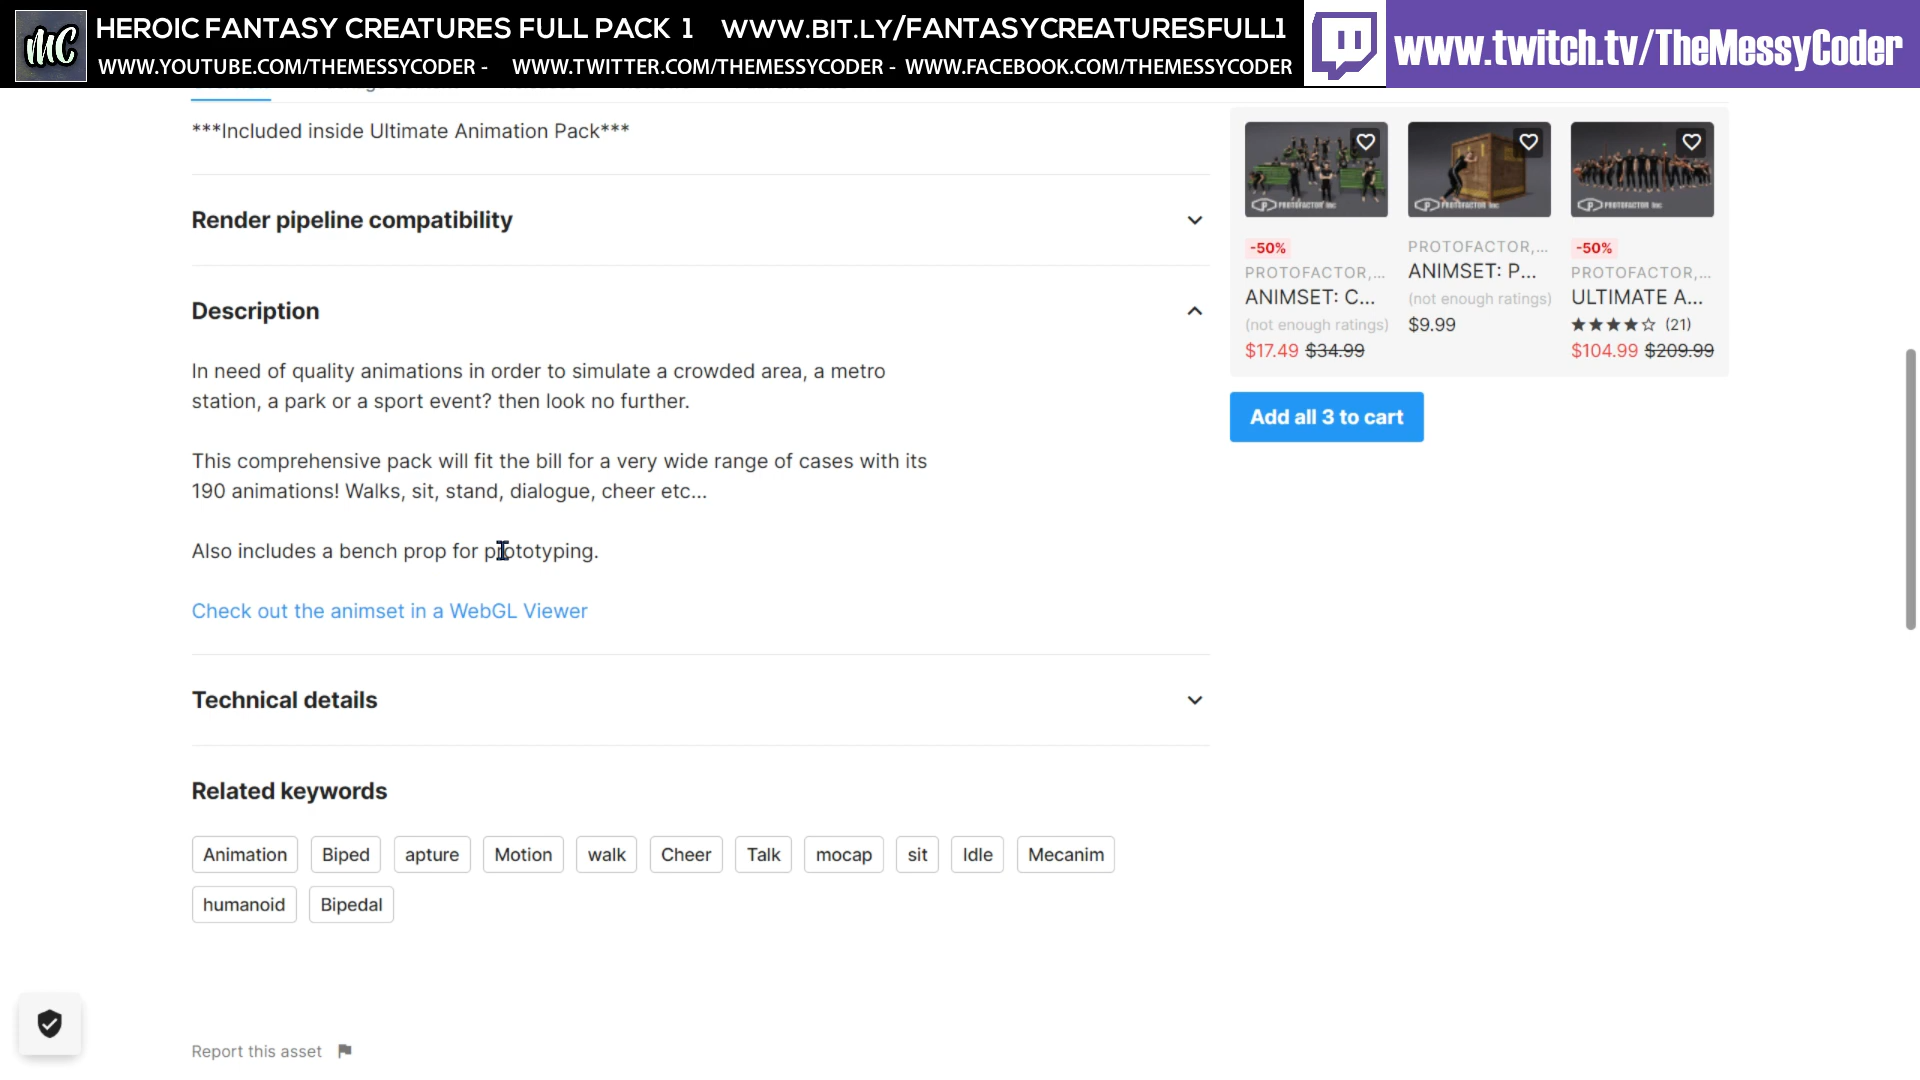 MC
HEROIC FANTASY CREATURES FULL PACK 1 WWW.BIT.LY/FANTASYCREATURESFULL1
WWW.YOUTUBE.COM/THEMESSYCODER - WWW.TWITTER.COM/THEMESSYCODER - WWW.FACEBOOK.COM/THEMESSYCODER
www.twitch.tv/TheMessyCoder
***Included inside Ultimate Animation Pack***
Render pipeline compatibility
Description
In need of quality animations in order to simulate a crowded area, a metro
station, a park or a sport event? then look no further.
This comprehensive pack will fit the bill for a very wide range of cases with its
190 animations! Walks, sit, stand, dialogue, cheer etc...
Also includes a bench prop for prototyping.
Check out the animset in a WebGL Viewer
Technical details
Related keywords
Animation Biped apture Motion walk Cheer Talk mocap sit Idle Mecanim
humanoid Bipedal
Report this asset
PROTOFACTOR Inc PROTOFACTOR Inc PROTOFACTOR Inc
-50%
PROTOFACTOR,...
ANIMSET: C...
(not enough ratings)
$17.49 $34.99
PROTOFACTOR,...
ANIMSET: P...
(not enough ratings)
$9.99
-50%
PROTOFACTOR,...
ULTIMATE A...
(21)
$104.99 $209.99
Add all 3 to cart